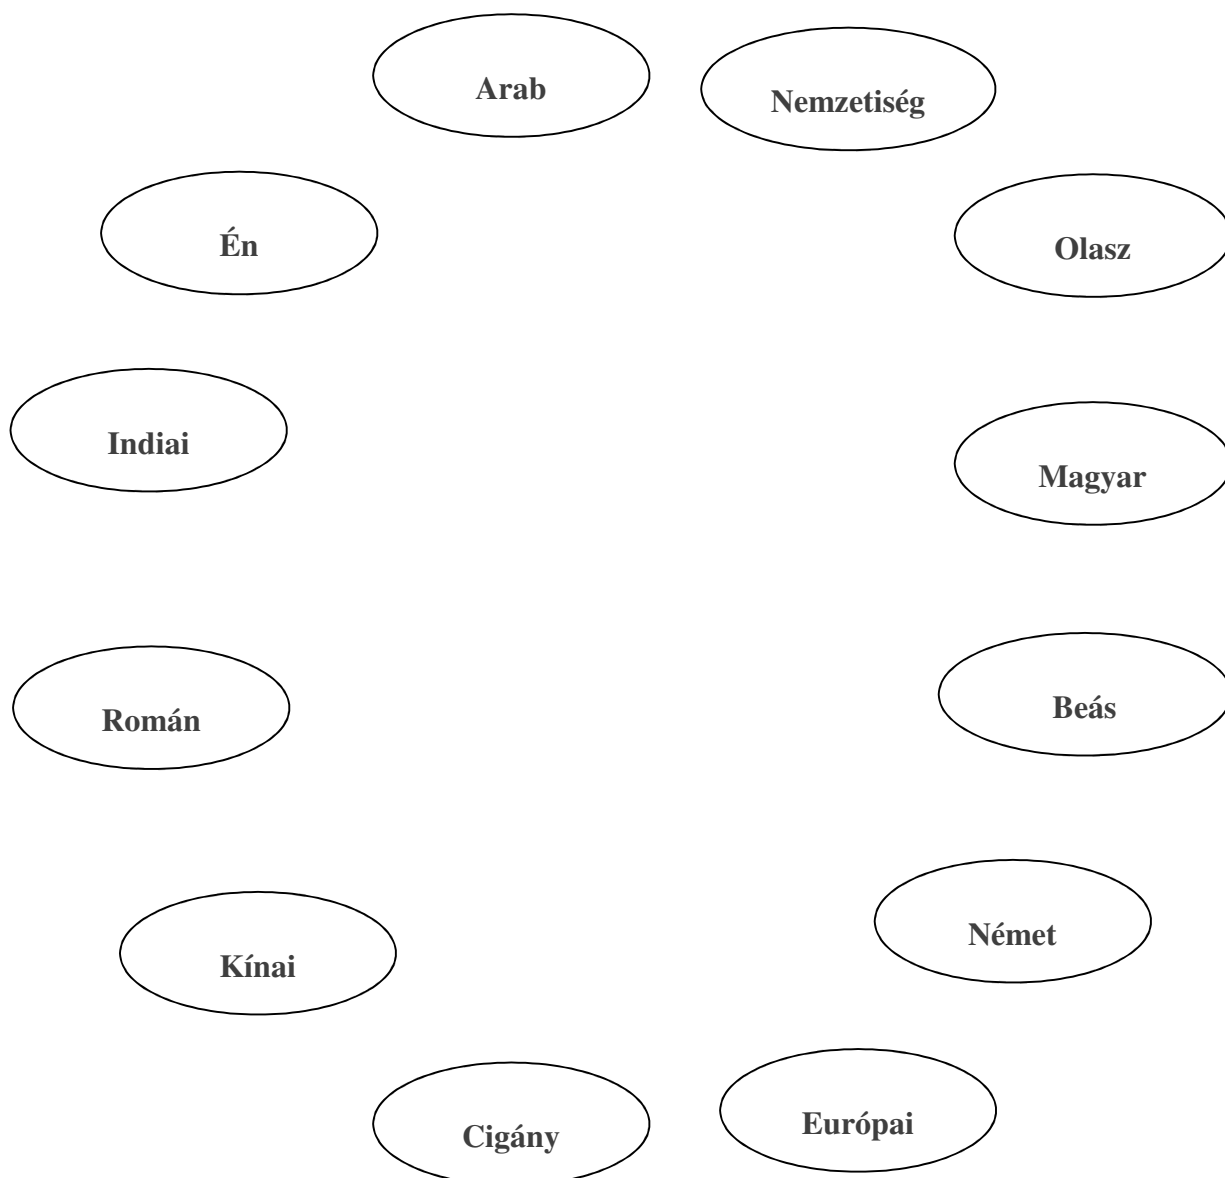 Arab
Nemzetiség
Én
Olasz
Indiai
Magyar
Román
Beás
Kínai
Német
Cigány
Európai